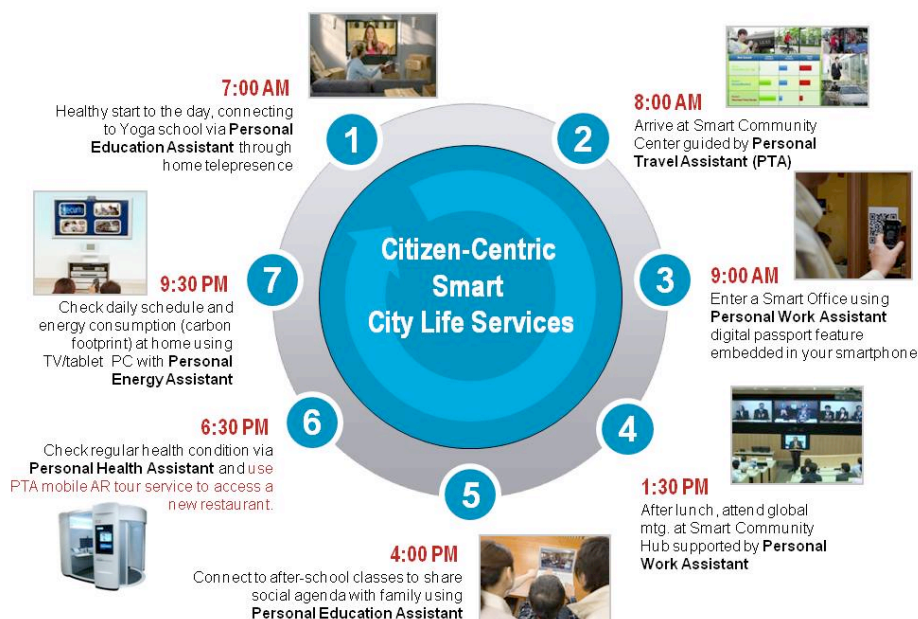 7:00 AM
Healthy start to the day, connecting
to Yoga school via Personal
Education Assistant through
home telepresence
1
2
8:00 AM
Arrive at Smart Community
Center guided by Personal
Travel Assistant (PTA)
3
9:00 AM
Enter a Smart Office using
Personal Work Assistant
digital passport feature
embedded in your smartphone
4
1:30 PM
After lunch, attend global
mtg. at Smart Community
Hub supported by Personal
Work Assistant
5
4:00 PM
Connect to after-school classes to share
social agenda with family using
Personal Education Assistant
6
6:30 PM
Check regular health condition via
Personal Health Assistant and use
PTA mobile AR tour service to access a
new restaurant.
7
9:30 PM
Check daily schedule and
energy consumption (carbon
footprint) at home using
TV/tablet PC with Personal
Energy Assistant
Citizen-Centric
Smart
City Life Services